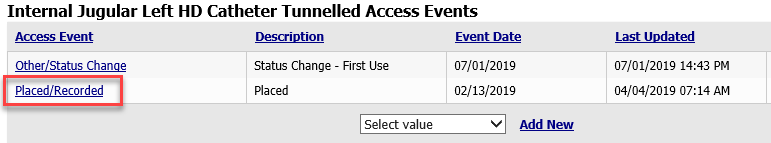 Internal Jugular Left HD Catheter Tunnelled Access Events
Access Event Description Event Date Last Updated
Other/Status Change Status Change - First Use 07/01/2019 07/01/2019 14:43 PM
Placed/Recorded Placed 02/13/2019 04/04/2019 07:14 AM
Select value Add New